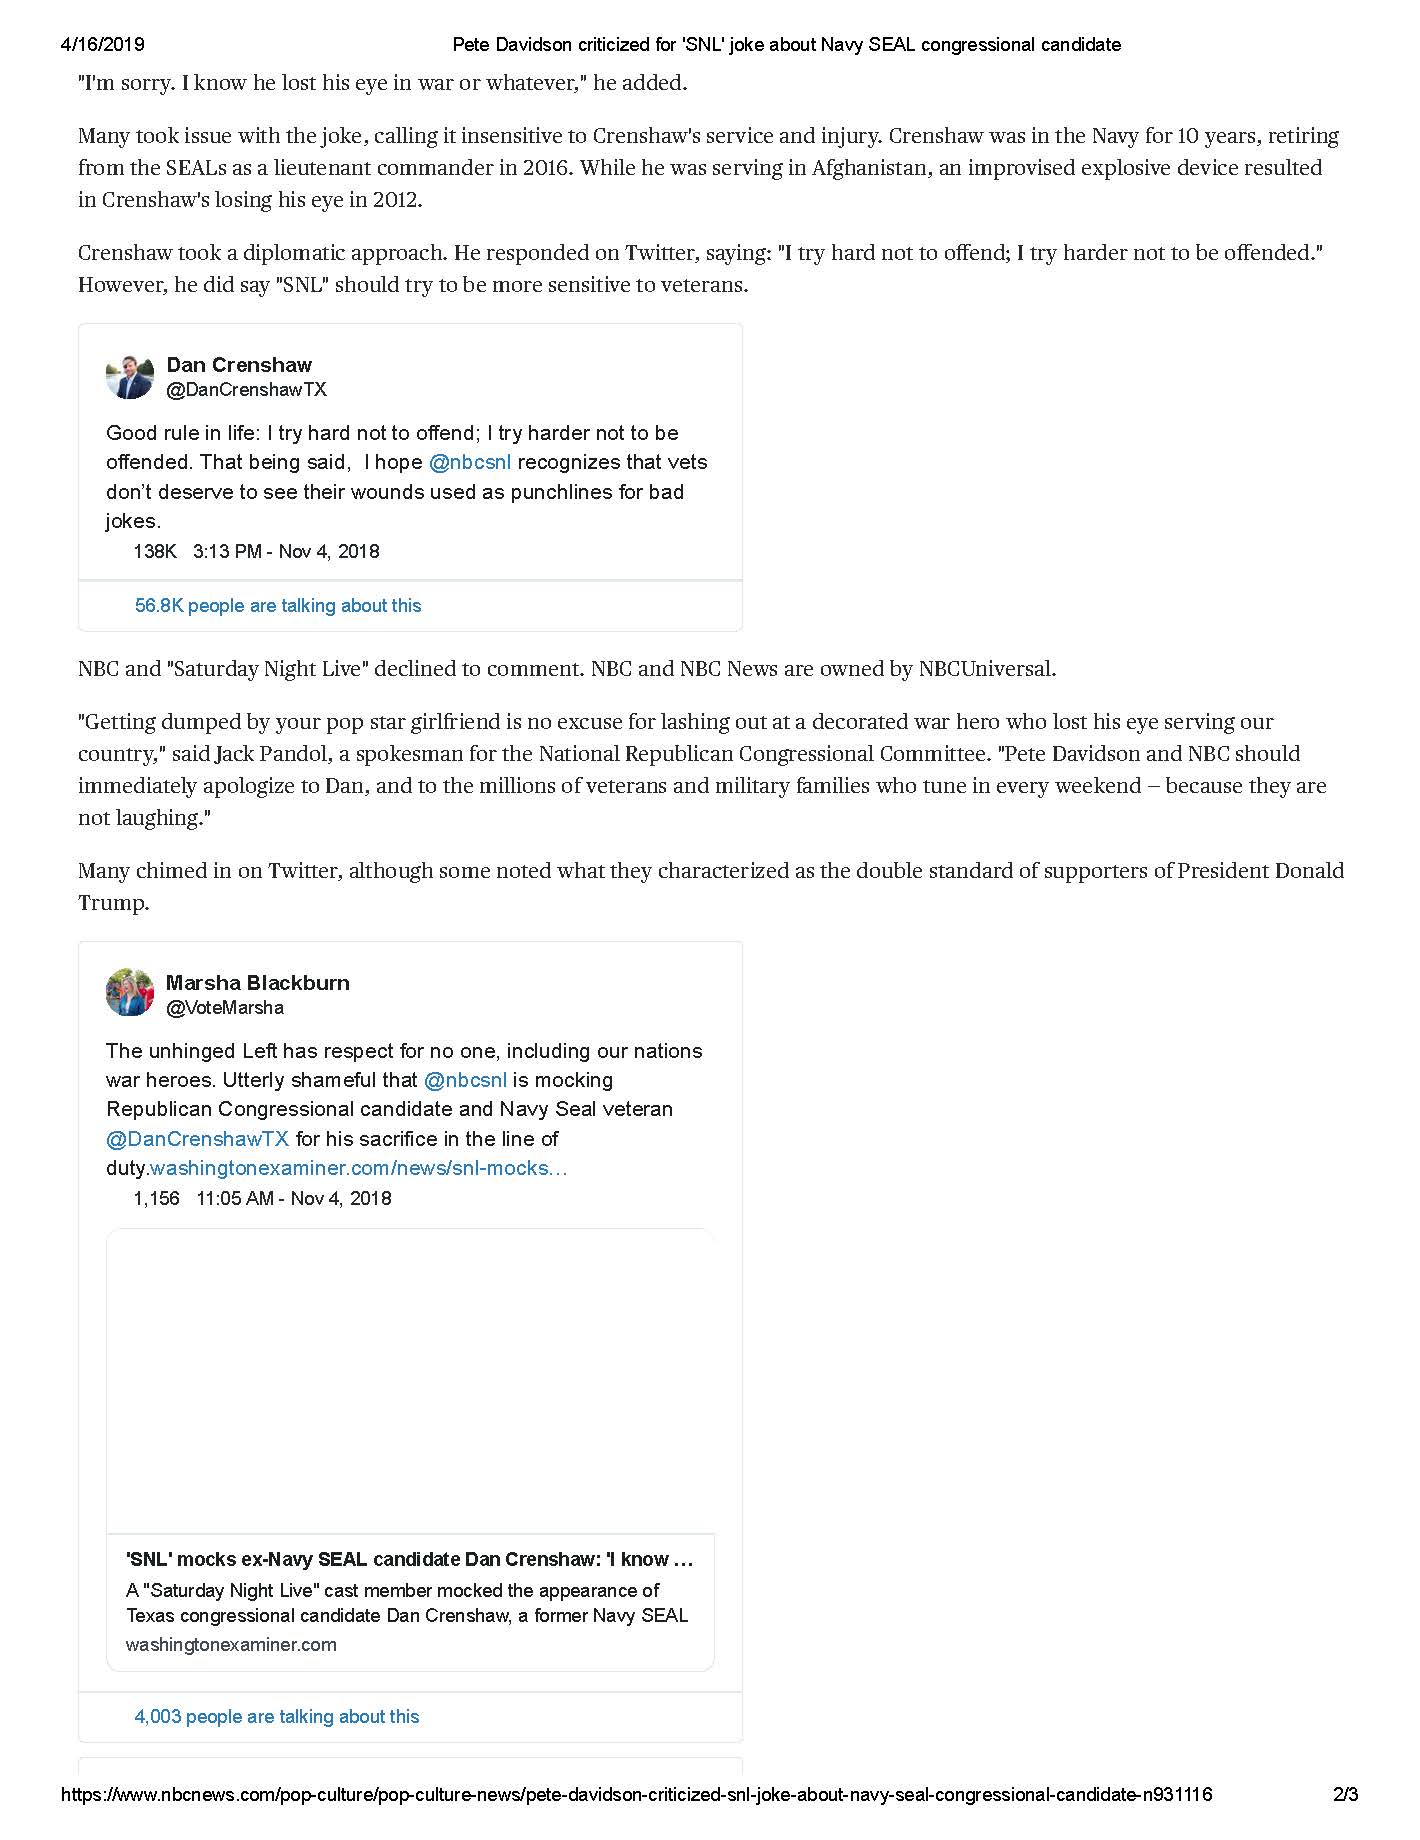 4/16/2019 Pete Davidson criticized for 'SNL' joke about Navy SEAL congressional candidate
"I'm sorry. I know he lost his eye in war or whatever," he added.
Many took issue with the joke, calling it insensitive to Crenshaw's service and injury. Crenshaw was in the Navy for 10 years, retiring
from the SEALs as a lieutenant commander in 2016. While he was serving in Afghanistan, an improvised explosive device resulted
in Crenshaw's losing his eye in 2012.
Crenshaw took a diplomatic approach. He responded on Twitter, saying: "I try hard not to offend; I try harder not to be offended."
However, he did say "SNL" should try to be more sensitive to veterans.
Dan Crenshaw
@DanCrenshawTX
Good rule in life: I try hard not to offend; I try harder not to be
offended. That being said,  I hope @nbcsnl recognizes that vets
don’t deserve to see their wounds used as punchlines for bad
jokes.
138K 3:13 PM - Nov 4, 2018
56.8K people are talking about this
NBC and "Saturday Night Live" declined to comment. NBC and NBC News are owned by NBCUniversal.
"Getting dumped by your pop star girlfriend is no excuse for lashing out at a decorated war hero who lost his eye serving our
country," said Jack Pandol, a spokesman for the National Republican Congressional Committee. "Pete Davidson and NBC should
immediately apologize to Dan, and to the millions of veterans and military families who tune in every weekend — because they are
not laughing."
Many chimed in on Twitter, although some noted what they characterized as the double standard of supporters of President Donald
Trump.
Marsha Blackburn
@VoteMarsha
The unhinged Left has respect for no one, including our nations
war heroes. Utterly shameful that @nbcsnl is mocking
Republican Congressional candidate and Navy Seal veteran
@DanCrenshawTX for his sacrifice in the line of
duty.washingtonexaminer.com/news/snl-mocks…
1,156 11:05 AM - Nov 4, 2018
'SNL' mocks ex-Navy SEAL candidate Dan Crenshaw: 'I know …
A "Saturday Night Live" cast member mocked the appearance of
Texas congressional candidate Dan Crenshaw, a former Navy SEAL
washingtonexaminer.com
4,003 people are talking about this
https://www.nbcnews.com/pop-culture/pop-culture-news/pete-davidson-criticized-snl-joke-about-navy-seal-congressional-candidate-n931116 2/3